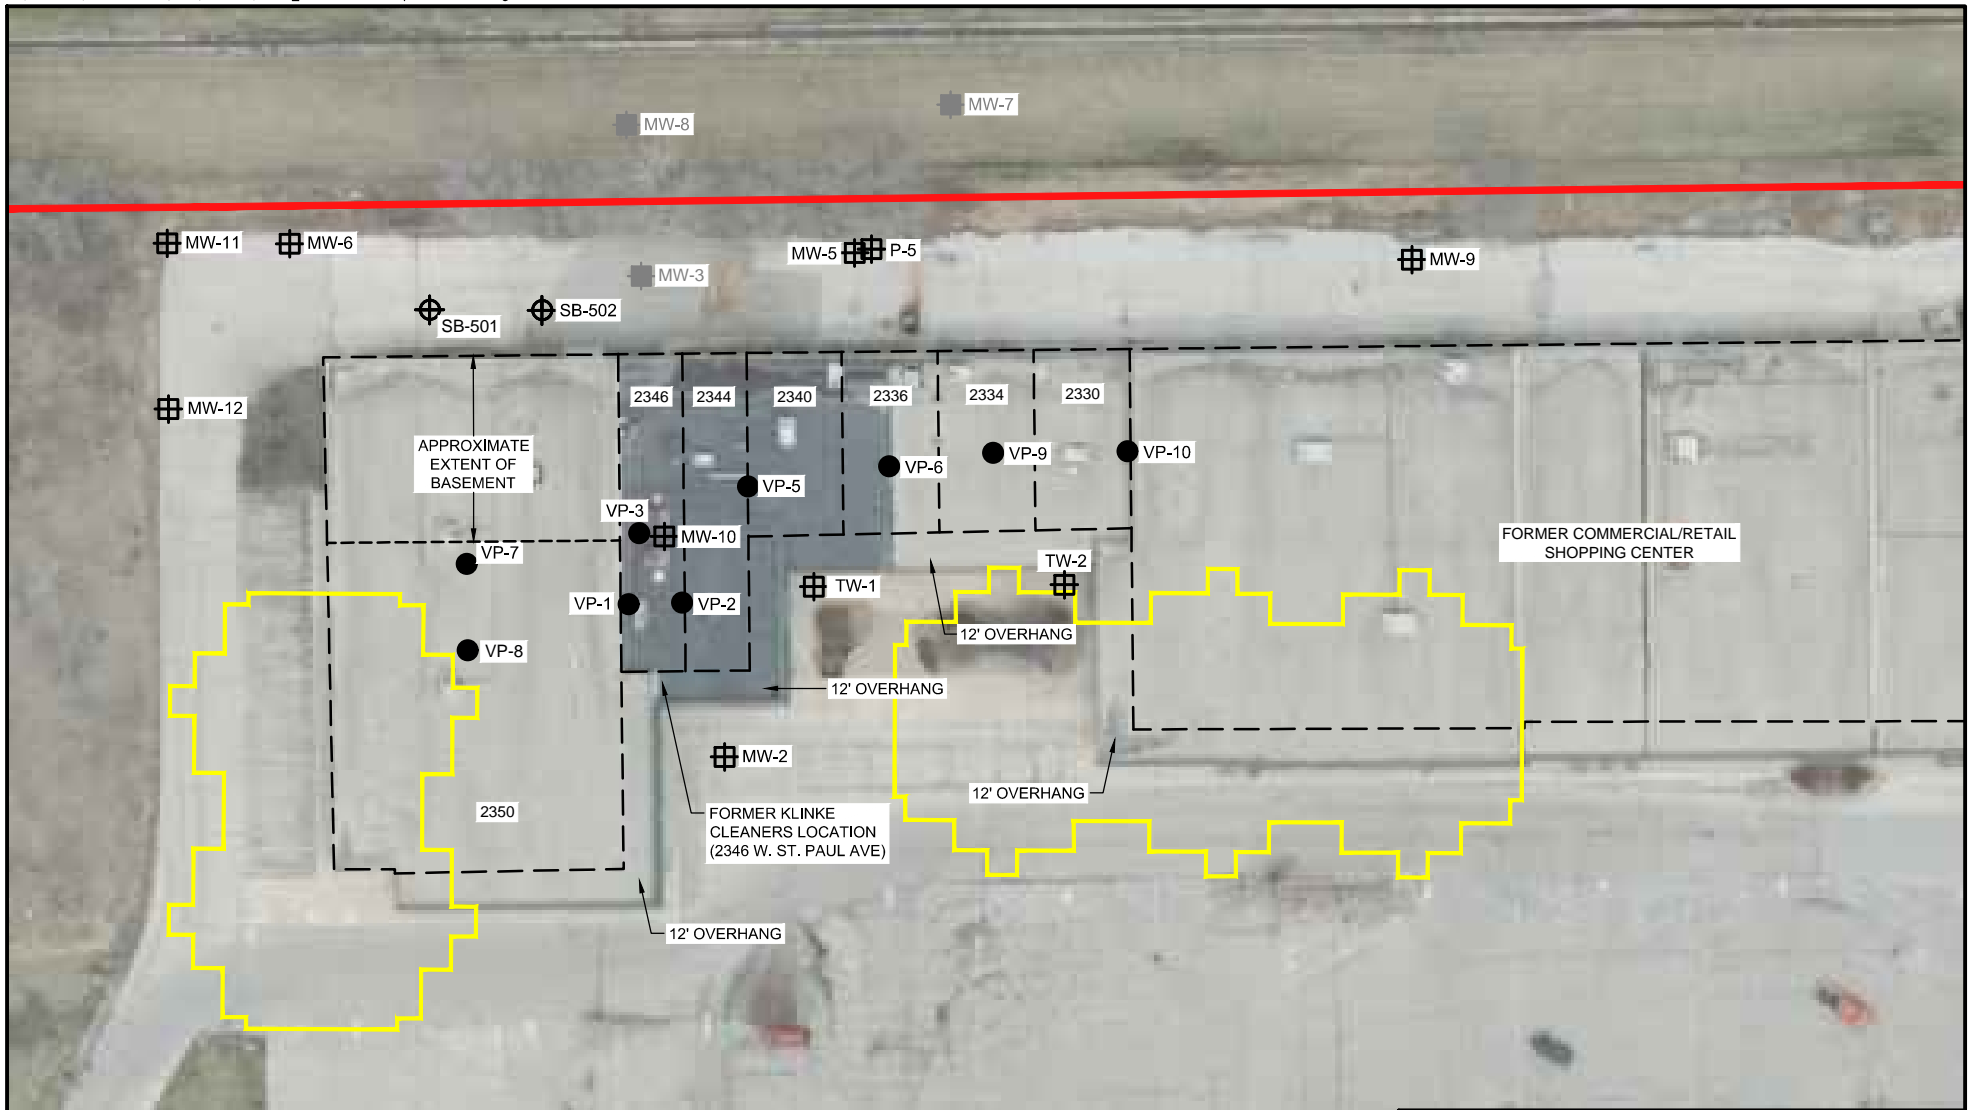 MW-7
MW-8
MW-11
MW-6
MW-5
P-5
MW-9
MW-3
SB-501
SB-502
2346
2344
2340
2336
2334
2330
MW-12
APPROXIMATE
EXTENT OF
BASEMENT
VP-9
VP-10
VP-6
VP-5
VP-3
MW-10
FORMER COMMERCIAL/RETAIL
SHOPPING CENTER
VP-7
TW-2
TW-1
VP-1
VP-2
12' OVERHANG
VP-8
12' OVERHANG
MW-2
12' OVERHANG
2350
FORMER KLINKE
CLEANERS LOCATION
(2346 W. ST. PAUL AVE)
12' OVERHANG